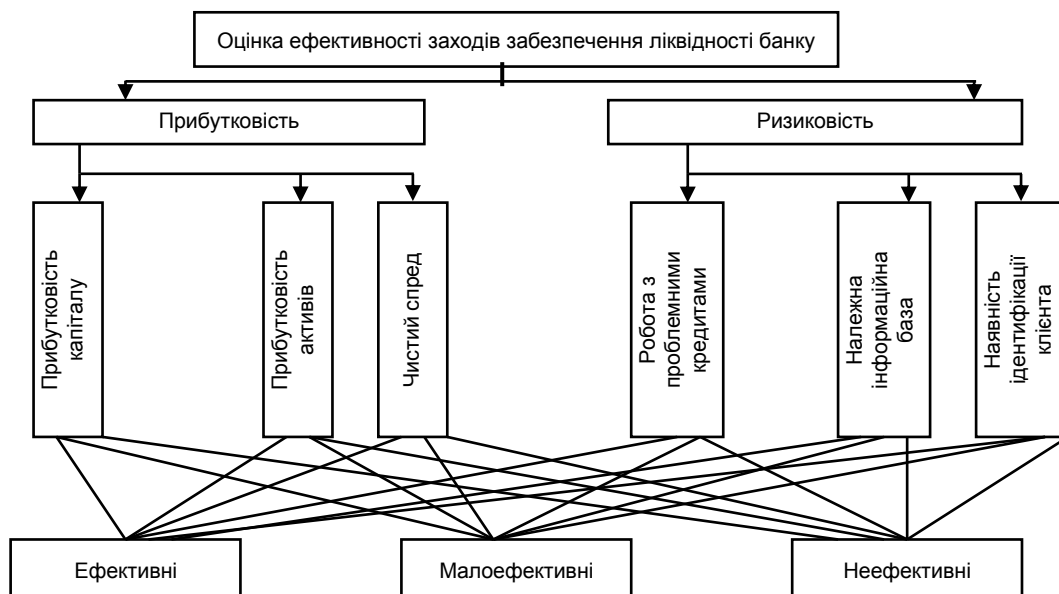 Оцінка ефективності заходів забезпечення ліквідності банку
Прибутковість
Ризиковість
Прибутковість
капіталу
Прибутковість
активів
Чистий спред
Робота з
проблемними
кредитами
Належна
інформаційна
база
Наявність
ідентифікації
клієнта
Ефективні
Малоефективні
Неефективні